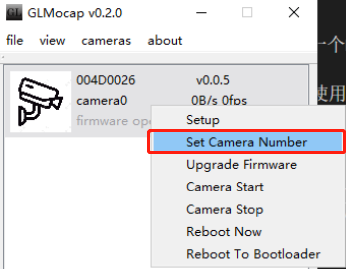 GL GLMocap v0.2.0
file view cameras about
004D0026 v0.0.5
camera0 0B/s 0fps
firmware ope
Setup
Set Camera Number
Upgrade Firmware
Camera Start
Camera Stop
Reboot Now
Reboot To Bootloader
一个
使用